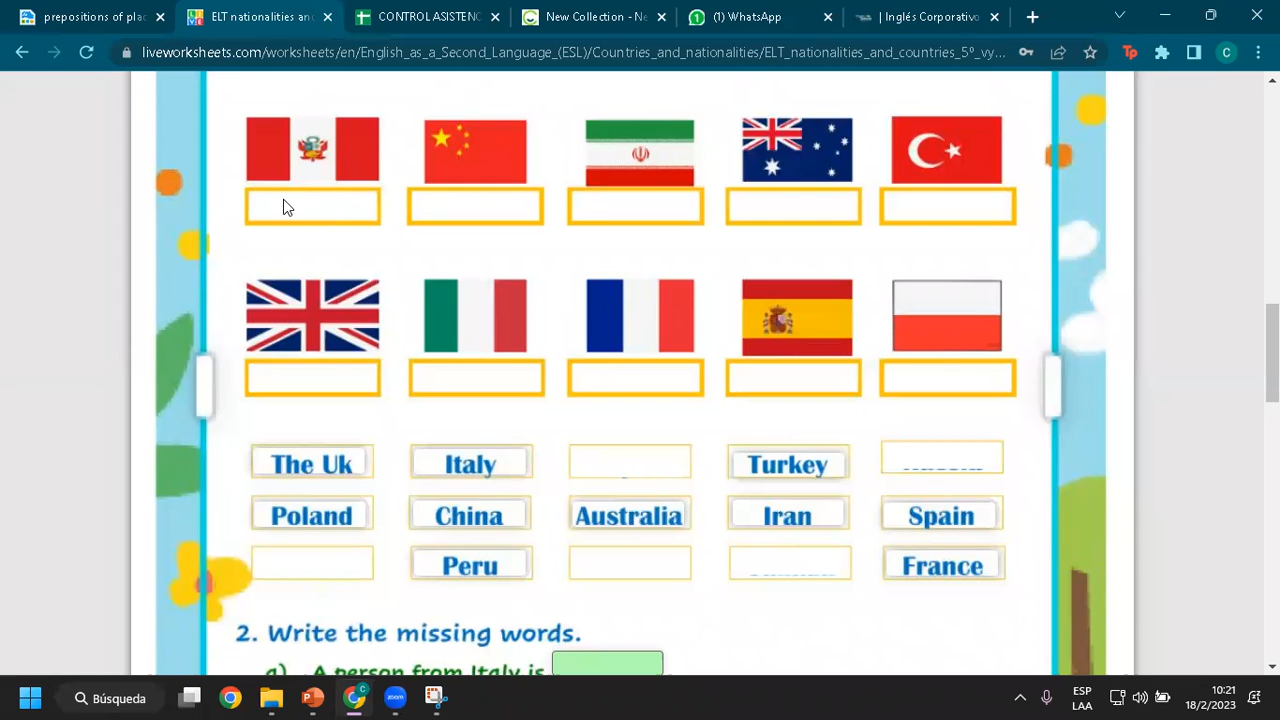 prepositions of plac
ELT nationalities and
CONTROL ASISTENC
New Collection - Ne
(1) WhatsApp
| Inglés Corporativo
liveworksheets.com/worksheets/en/English_as_a_Second_Language_(ESL)/Countries_and_nationalities/ELT_nationalities_and_countries_5º_vy...
The Uk
Italy
Turkey
Poland
China
Australia
Iran
Spain
Peru
France
2. Write the missing words.
a) A person from Italy is
Búsqueda
zoom
ESP
LAA
10:21
18/2/2023